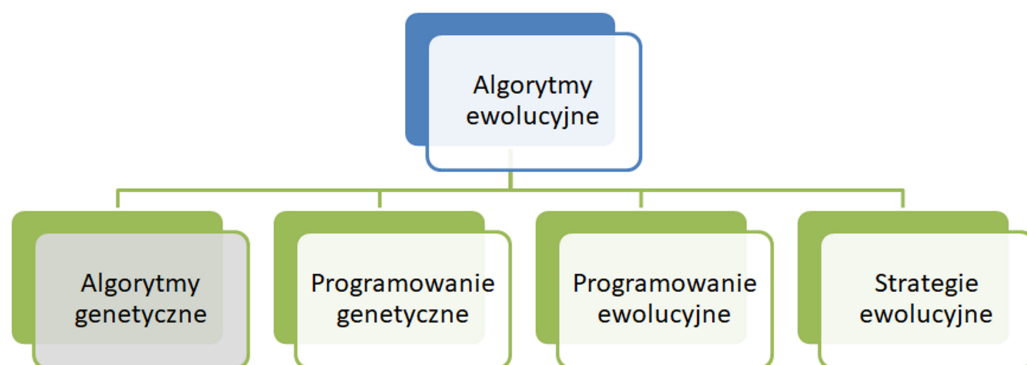 Algorytmy
ewolucyjne
Algorytmy
genetyczne
Programowanie
genetyczne
Programowanie
ewolucyjne
Strategie
ewolucyjne